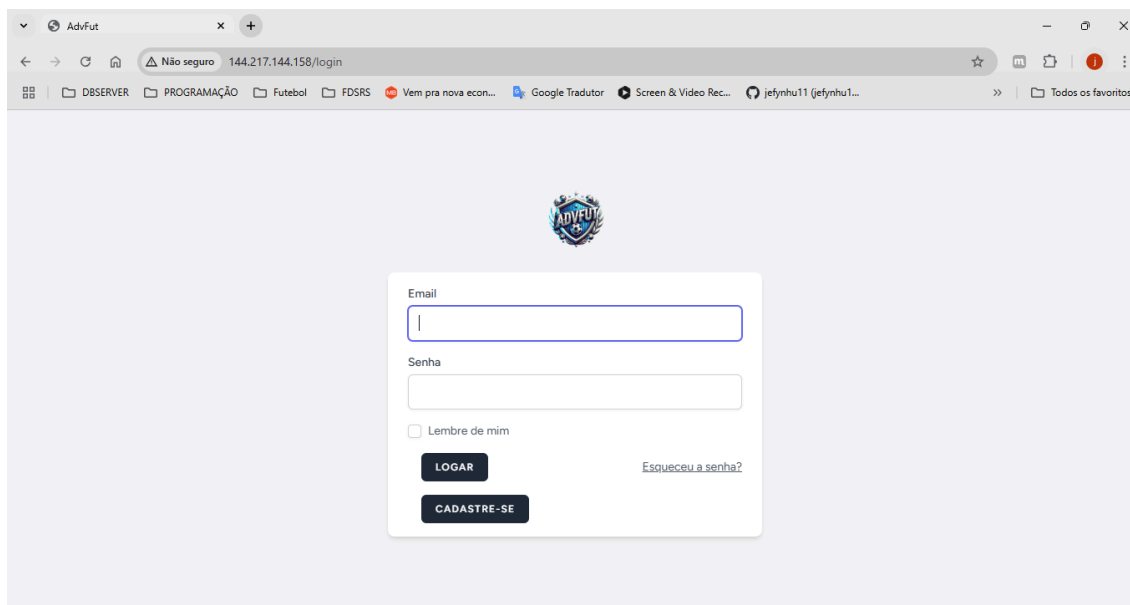 AdvFut
Não seguro 144.217.144.158/login
DBSERVER PROGRAMAÇÃO Futebol FDSRS Vem pra nova econ... Google Tradutor Screen & Video Rec... jefynhu11 (jefynhu1... Todos os favoritos
ADVFUT
Email
Senha
Lembre de mim
LOGAR Esqueceu a senha?
CADASTRE-SE